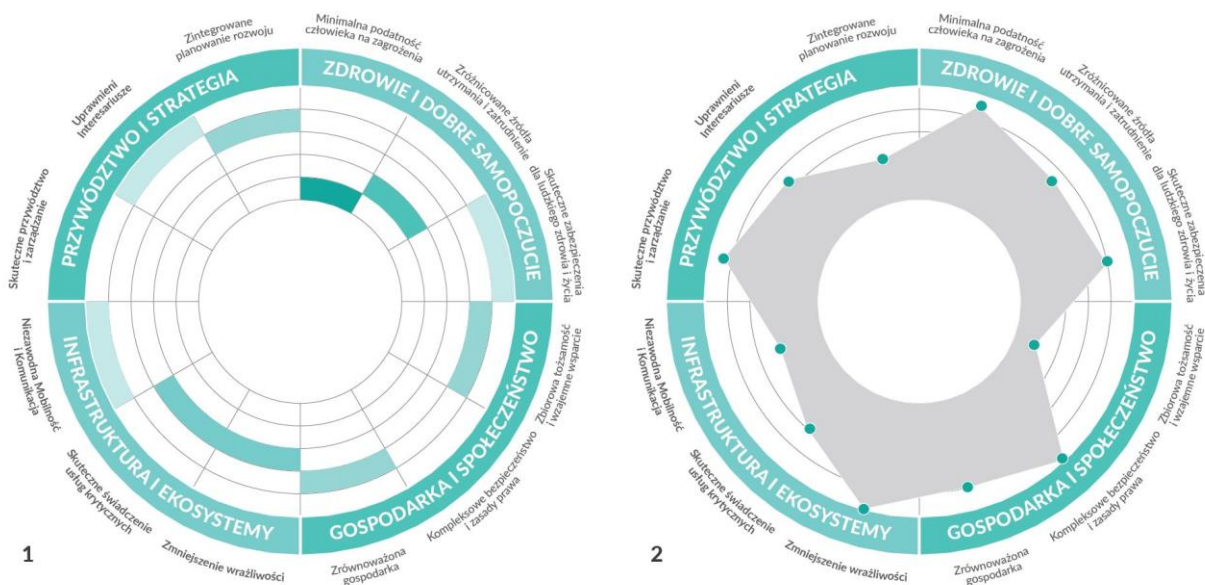 PRZYWÓDZTWO I STRATEGIA
ZDROWIE I DOBRE SAMOPOCZUCIE
GOSPODARKA I SPOŁECZEŃSTWO
INFRASTRUKTURA I EKOSYSTEMY
Zintegrowane
planowanie rozwoju
Minimalna podatność
człowieka na zagrożenia
Zróżnicowane źródła
utrzymania i zatrudnienie
Skuteczne zabezpieczenia
dla ludzkiego zdrowia i życia
Zbiorowa tożsamość
i wzajemne wsparcie
Kompleksowe bezpieczeństwo
i zasady prawa
Zrównoważona
gospodarka
Zmniejszenie wrażliwości
Skuteczne świadczenie
usług krytycznych
Niezawodna Mobilność
i Komunikacja
Skuteczne przywództwo
i zarządzanie
Uprawnieni
Interesariusze
1
PRZYWÓDZTWO I STRATEGIA
ZDROWIE I DOBRE SAMOPOCZUCIE
GOSPODARKA I SPOŁECZEŃSTWO
INFRASTRUKTURA I EKOSYSTEMY
Zintegrowane
planowanie rozwoju
Minimalna podatność
człowieka na zagrożenia
Zróżnicowane źródła
utrzymania i zatrudnienie
Skuteczne zabezpieczenia
dla ludzkiego zdrowia i życia
Zbiorowa tożsamość
i wzajemne wsparcie
Kompleksowe bezpieczeństwo
i zasady prawa
Zrównoważona
gospodarka
Zmniejszenie wrażliwości
Skuteczne świadczenie
usług krytycznych
Niezawodna Mobilność
i Komunikacja
Skuteczne przywództwo
i zarządzanie
Uprawnieni
Interesariusze
2